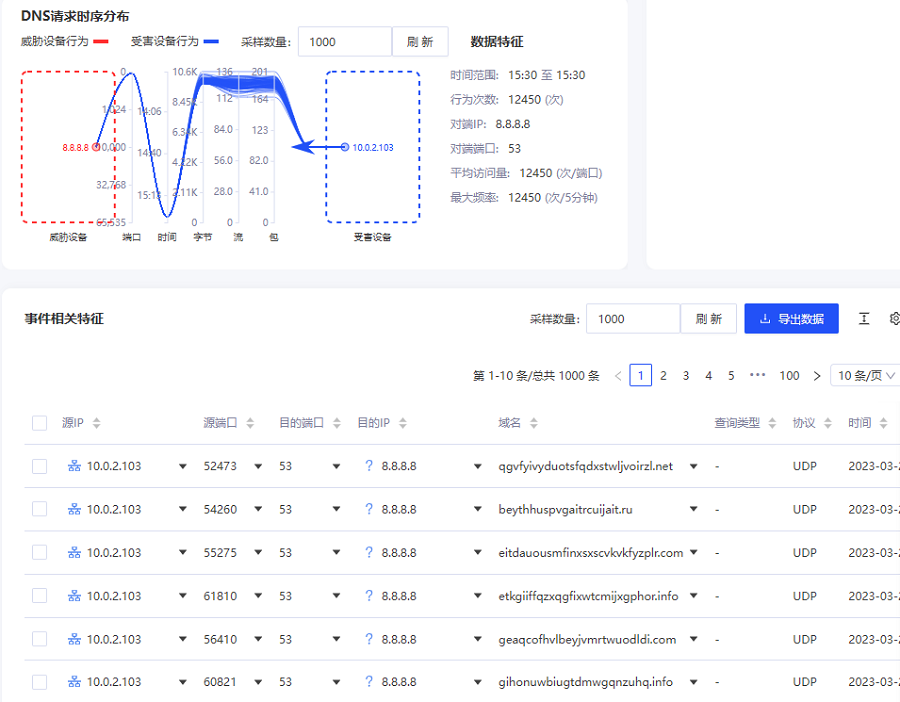 DNS请求时序分布
威胁设备行为 受害设备行为 采样数量: 1000 刷 新 数据特征
时间范围: 15:30 至 15:30
行为次数: 12450 (次)
对端IP: 8.8.8.8
对端端口: 53
平均访问量: 12450 (次/端口)
最大频率: 12450 (次/5分钟)
0 10.6K 136 201
1,024 14:06 8.45K 112 164
6.34K 84.0 123
8.8.8.8 14:40 4.22K 56.0 82.0 10.0.2.103
32,768 15:13 2.11K 28.0 41.0
65,535 0 0 0
威胁设备 端口 时间 字节 流 包 受害设备
事件相关特征 采样数量: 1000 刷 新 导出数据
第 1-10 条/总共 1000 条 1 2 3 4 5 ••• 100 10 条/页
源IP 源端口 目的端口 目的IP 域名 查询类型 协议 时间
10.0.2.103 52473 53 ? 8.8.8.8 qgvfyivyduotsfqdxstwljvoirzl.net - UDP 2023-03-2
10.0.2.103 54260 53 ? 8.8.8.8 beythhuspvgaitrcuijait.ru - UDP 2023-03-2
10.0.2.103 55275 53 ? 8.8.8.8 eitdauousmfinxsxscvkvkfyzplr.com - UDP 2023-03-2
10.0.2.103 61810 53 ? 8.8.8.8 etkgiiffqzxqgfixwtcmijxgphor.info - UDP 2023-03-2
10.0.2.103 56410 53 ? 8.8.8.8 geaqcofhvlbeyjvmrtwuodldi.com - UDP 2023-03-2
10.0.2.103 60821 53 ? 8.8.8.8 gihonuwbiugtdmwgqnzuhq.info - UDP 2023-03-2